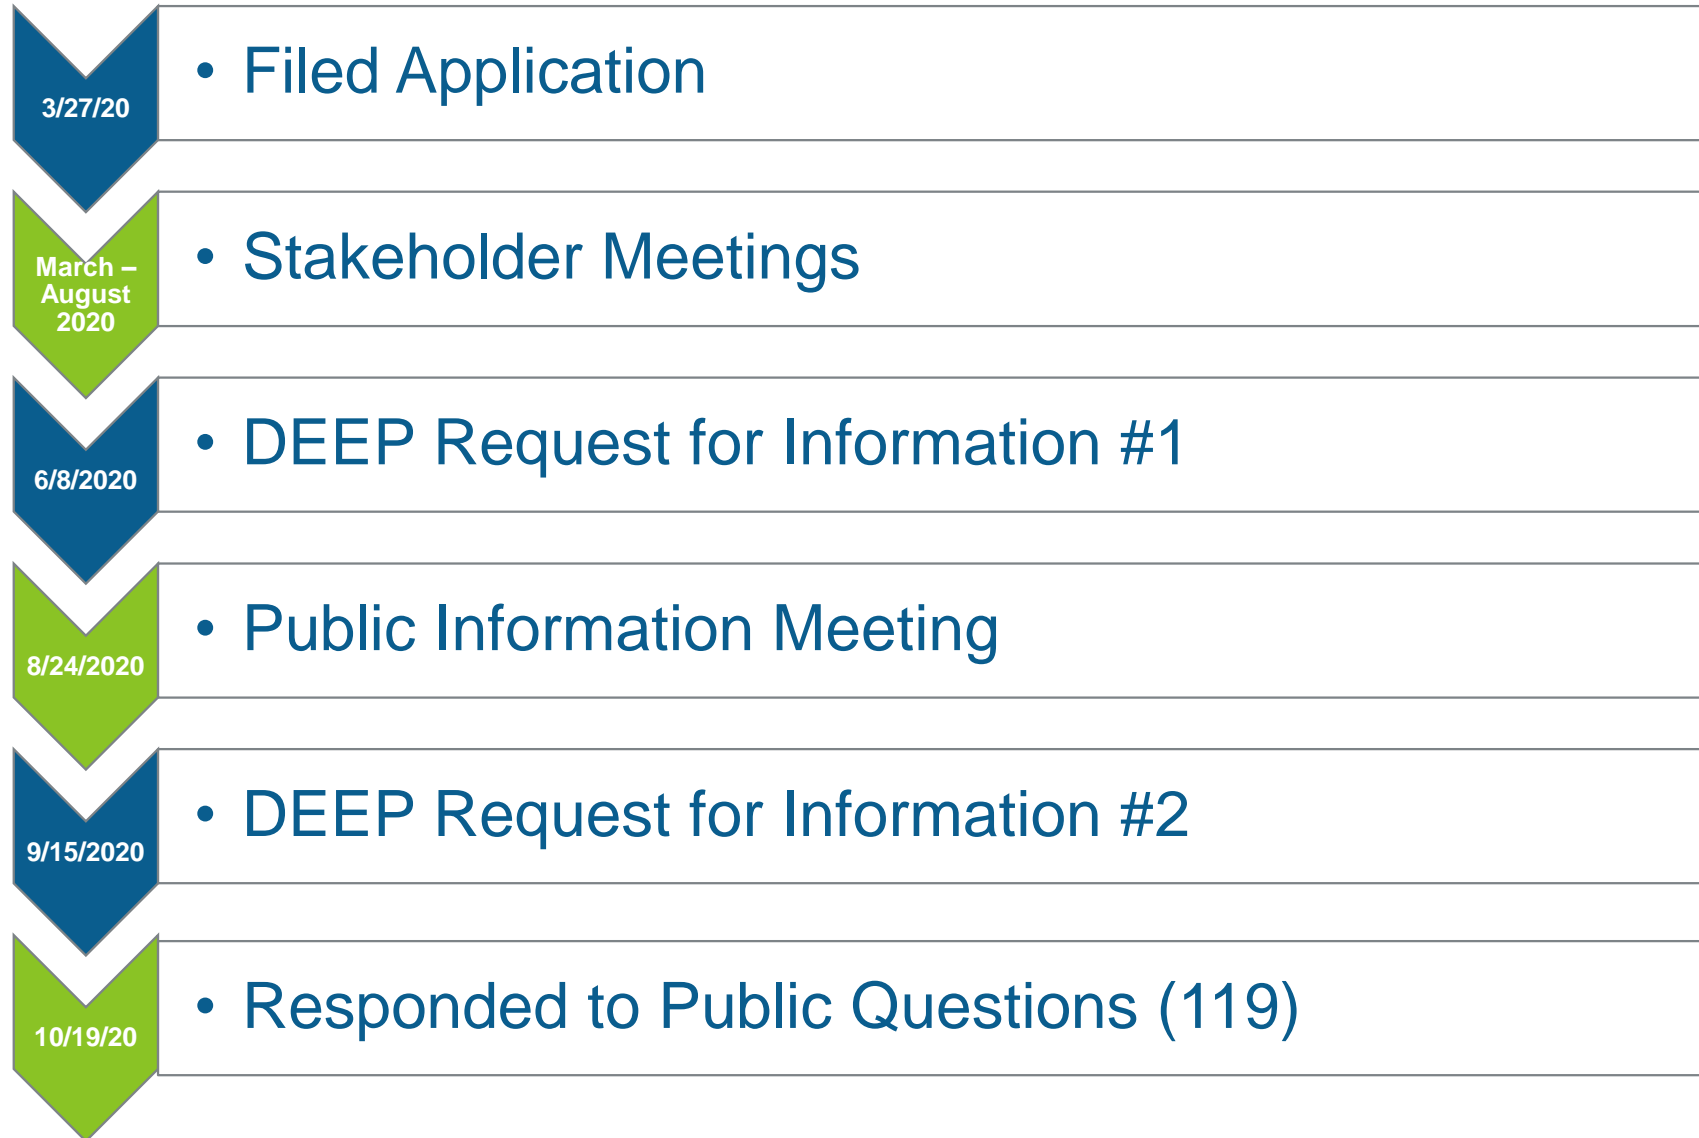 3/27/20
• Filed Application
March –
August
2020
• Stakeholder Meetings
6/8/2020
• DEEP Request for Information #1
8/24/2020
• Public Information Meeting
9/15/2020
• DEEP Request for Information #2
10/19/20
• Responded to Public Questions (119)